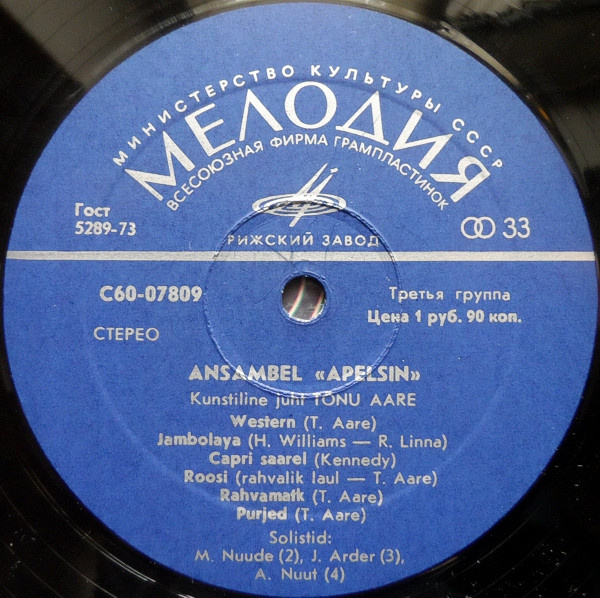 МИНИСТЕРСТВО КУЛЬТУРЫ СССР
МЕЛОДИЯ
ВСЕСОЮЗНАЯ ФИРМА ГРАМПЛАСТИНОК
Гост
5289-73
РИЖСКИЙ ЗАВОД
33
С60-07809
СТЕРЕО
Третья группа
Цена 1 руб. 90 коп.
ANSAMBEL «APELSIN»
Kunstiline juht TÕNU AARE
Western (T. Aare)
Jambolaya (H. Williams — R. Linna)
Capri saarel (Kennedy)
Roosi (rahvalik laul — T. Aare)
Rahvamatk (T. Aare)
Purjed (T. Aare)
Solistid:
M. Nuude (2), J. Arder (3),
A. Nuut (4)